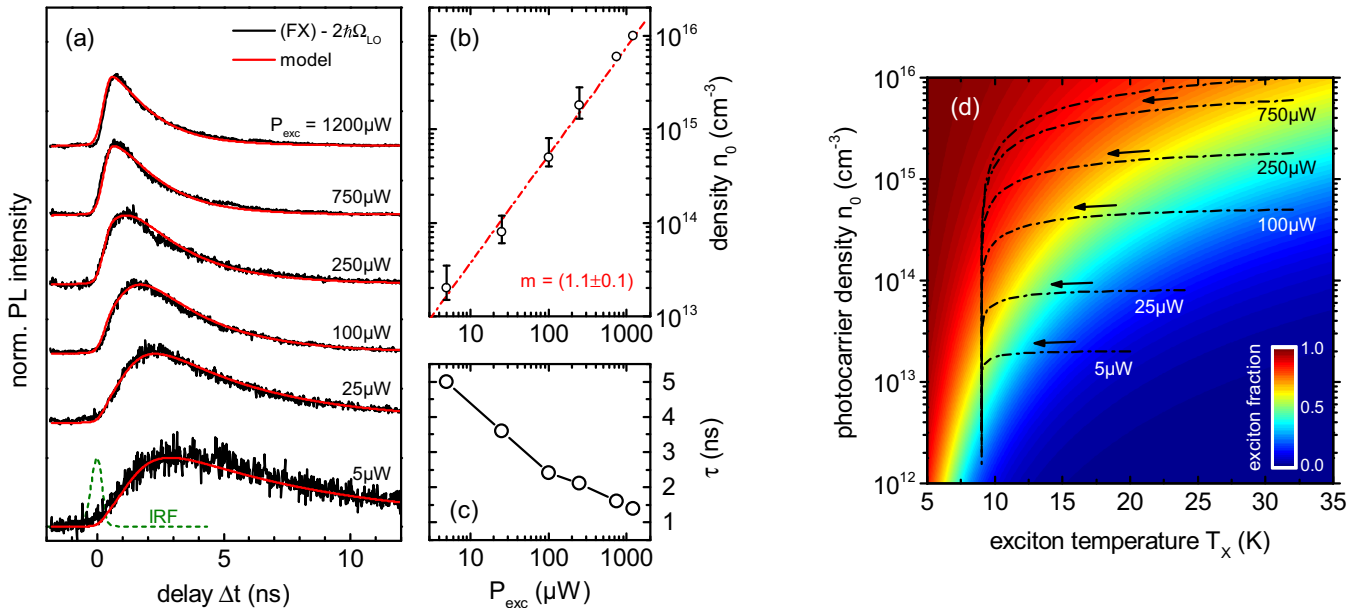 (a)
(FX) - 2ħΩLO
model
Pexc = 1200µW
750µW
250µW
100µW
25µW
5µW
IRF
norm. PL intensity
0
5
10
delay Δt (ns)
(b)
10^16
10^15
10^14
10^13
density n0 (cm^-3)
m = (1.1±0.1)
10
100
1000
(c)
5
4
3
2
1
τ (ns)
10
100
1000
Pexc (µW)
(d)
10^16
10^15
10^14
10^13
10^12
photocarrier density n0 (cm^-3)
750µW
250µW
100µW
25µW
5µW
exciton fraction
1.0
0.5
0.0
5
10
15
20
25
30
35
exciton temperature TX (K)